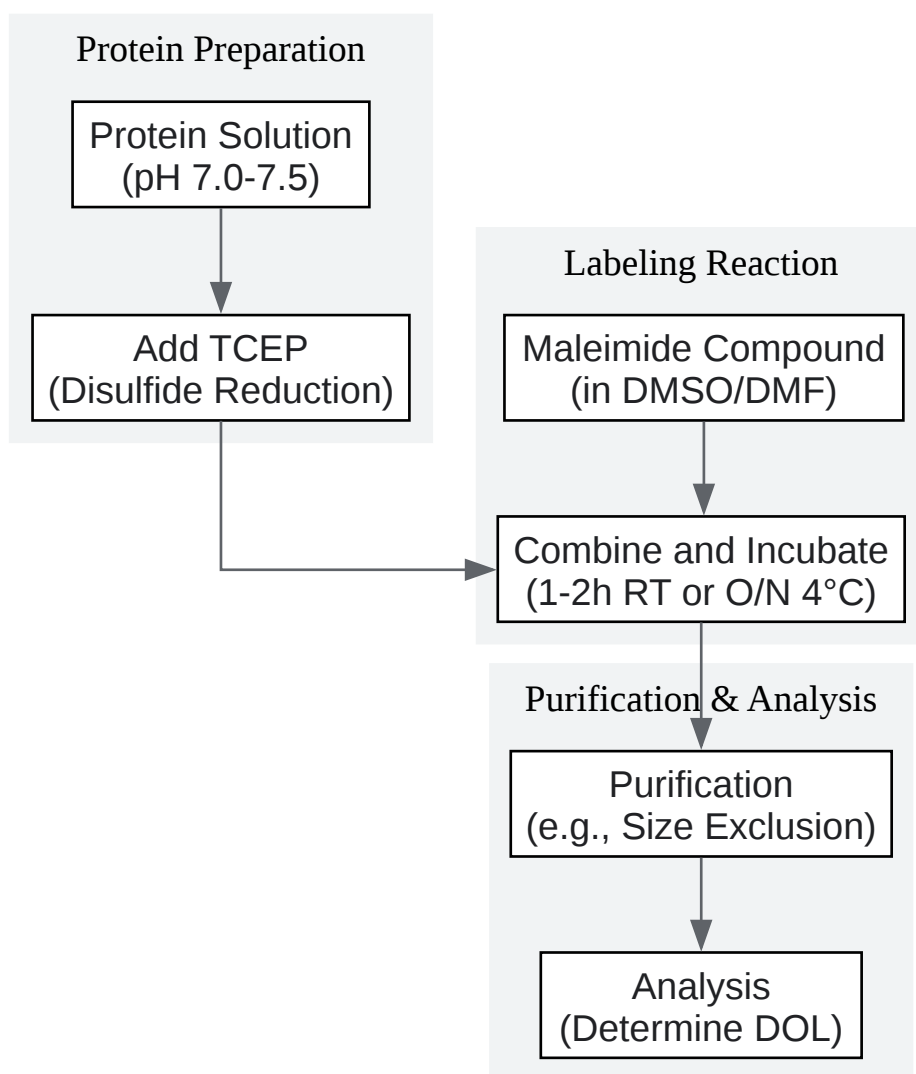 Protein Preparation
Protein Solution
(pH 7.0-7.5)
Add TCEP
(Disulfide Reduction)
Labeling Reaction
Maleimide Compound
(in DMSO/DMF)
Combine and Incubate
(1-2h RT or O/N 4°C)
Purification & Analysis
Purification
(e.g., Size Exclusion)
Analysis
(Determine DOL)